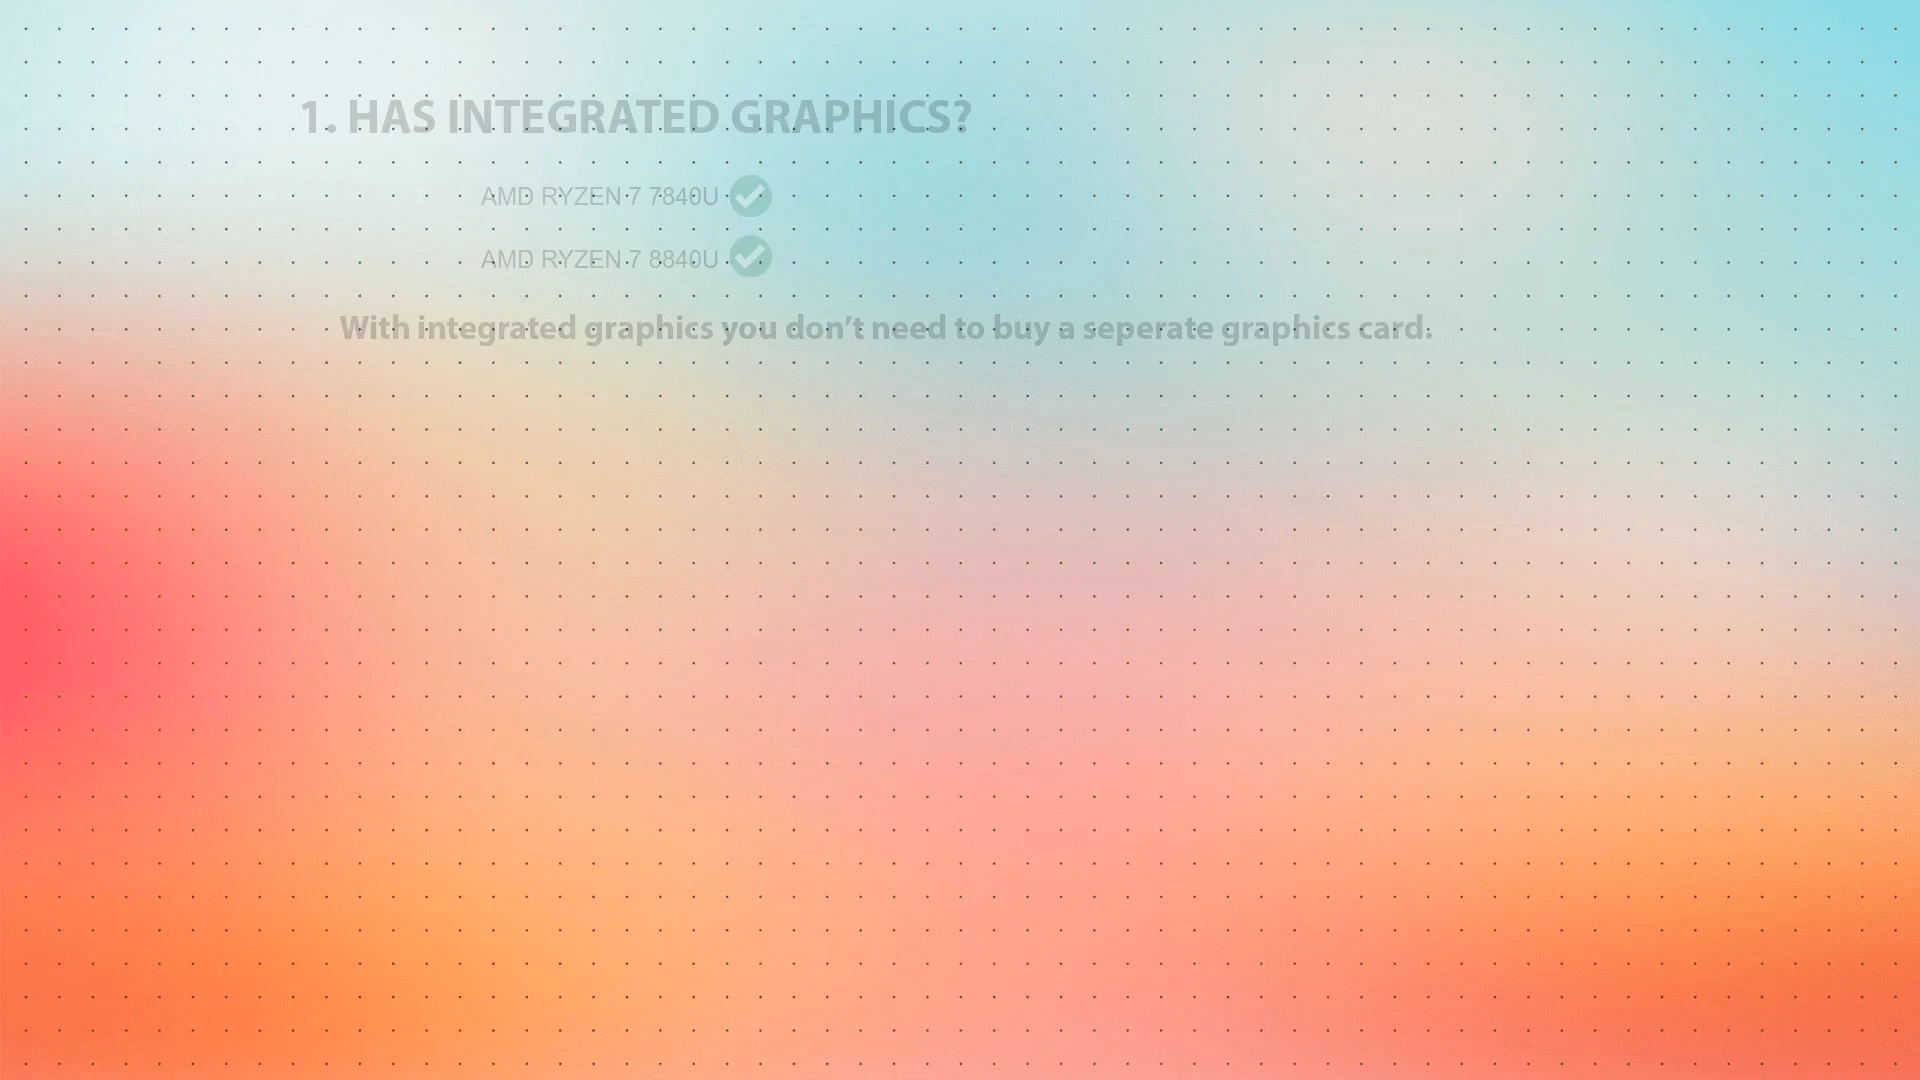 1. HAS INTEGRATED GRAPHICS?
AMD RYZEN 7 7840U
AMD RYZEN 7 8840U
With integrated graphics you don’t need to buy a seperate graphics card.